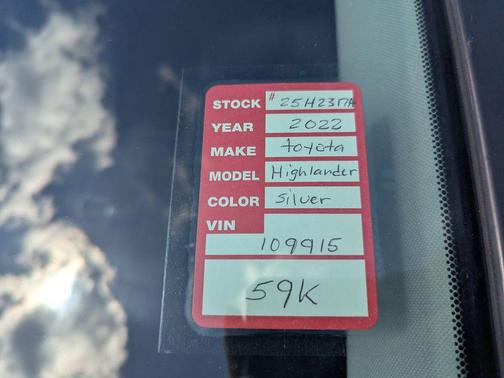 STOCK #
YEAR 2022
MAKE toyota
MODEL Highlander
COLOR Silver
VIN
109915
59K